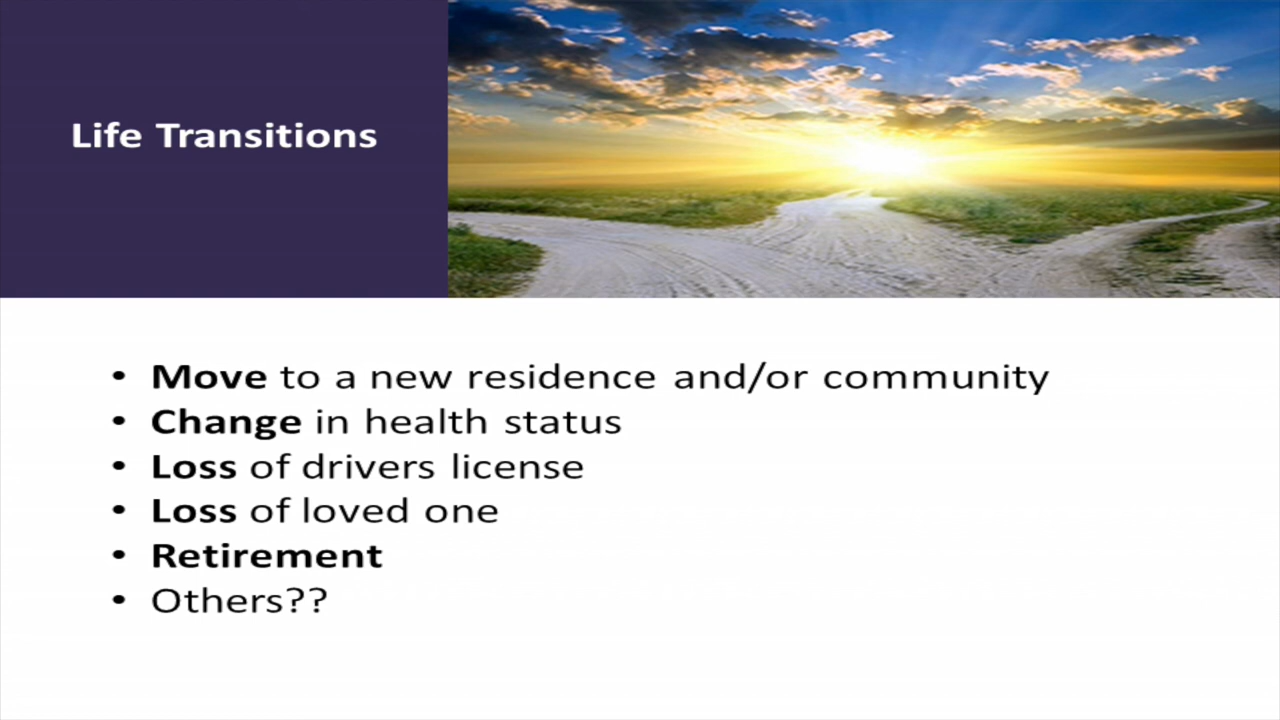 Life Transitions
• Move to a new residence and/or community
• Change in health status
• Loss of drivers license
• Loss of loved one
• Retirement
• Others??